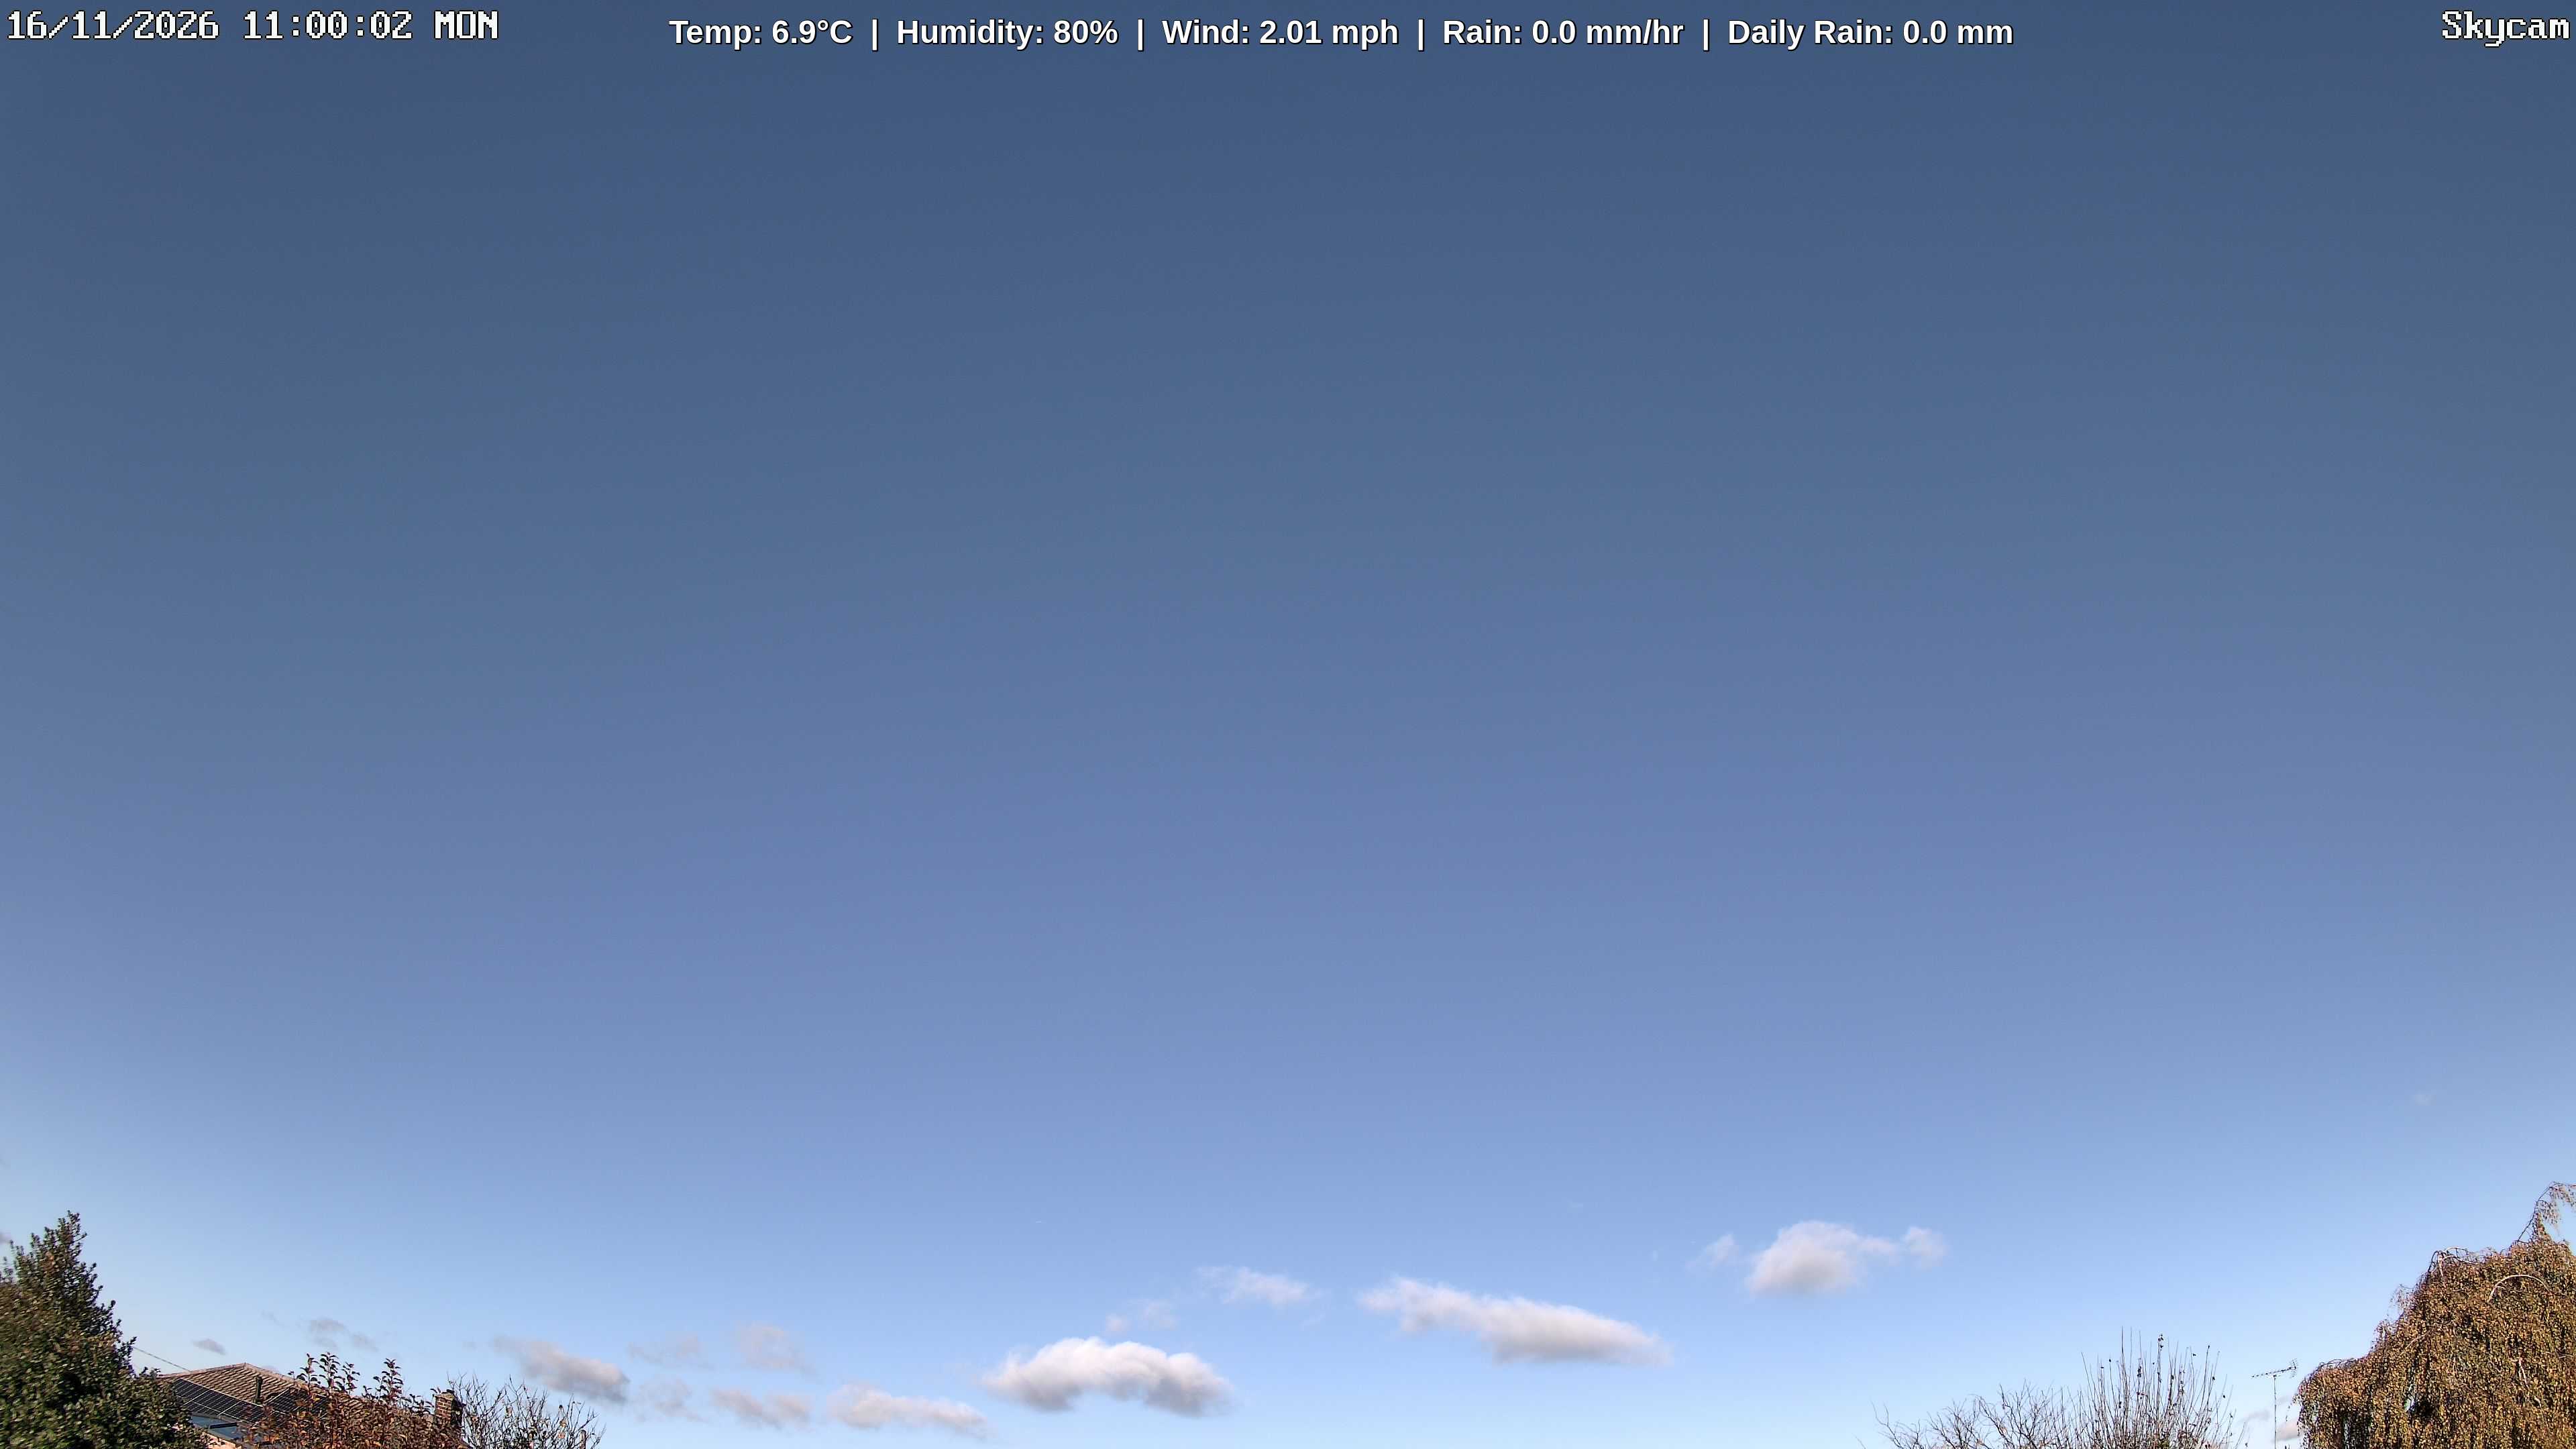 16/11/2026 11:00:02 MON
Temp: 6.9°C | Humidity: 80% | Wind: 2.01 mph | Rain: 0.0 mm/hr | Daily Rain: 0.0 mm
Skycam